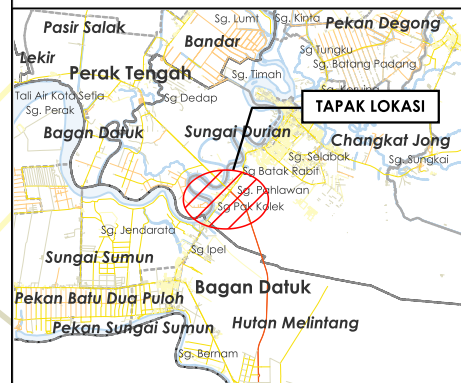 Sg. Lumt
Sg. Kinta
Pasir Salak
Pekan Degong
Bandar
Sg Tungku
Lekir
Sg. Batang Padang
Perak Tengah
Sg. Timah
Tali Air Kota Setia
Sg Dedap
TAPAK LOKASI
Sg. Perak
Bagan Datuk
Sungai Durian
Changkat Jong
Sg. Selabak
Sg. Sungkai
Sg Batak Rabit
Sg. Pahlawan
Sg Pak Kalek
Sg. Jendarata
Sg Ipel
Sungai Sumun
Bagan Datuk
Pekan Batu Dua Puloh
Hutan Melintang
Pekan Sungai Sumun
Sg. Bernam